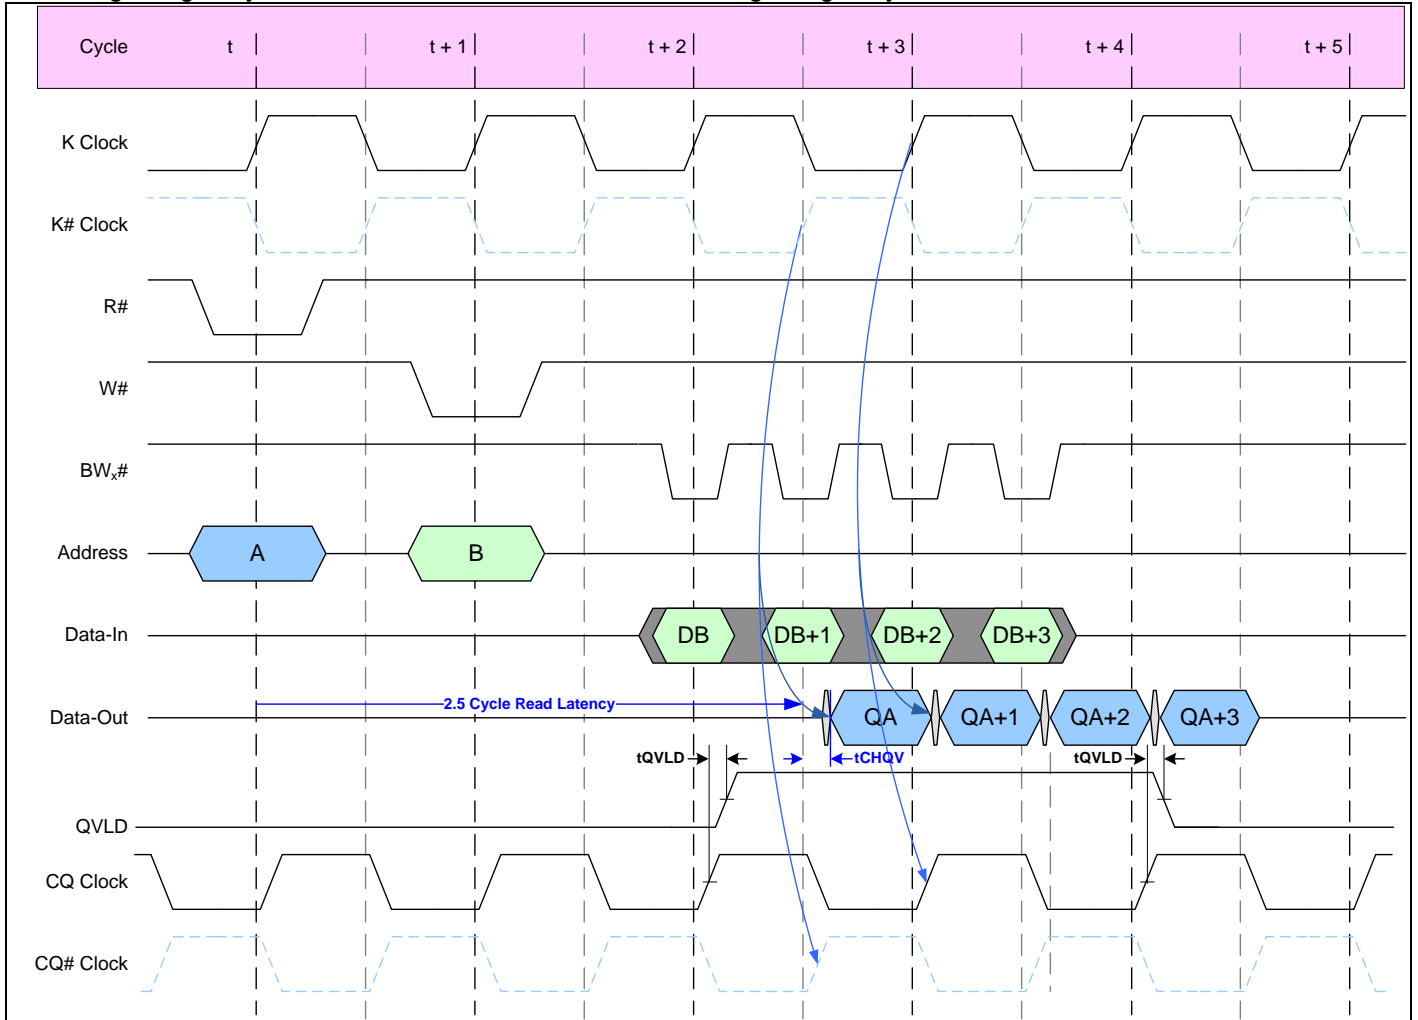 Cycle t t + 1 t + 2 t + 3 t + 4 t + 5
K Clock
K# Clock
R#
W#
BWx#
Address A B
Data-In DB DB+1 DB+2 DB+3
2.5 Cycle Read Latency
Data-Out QA QA+1 QA+2 QA+3
tQVLD tCHQV tQVLD
QVLD
CQ Clock
CQ# Clock